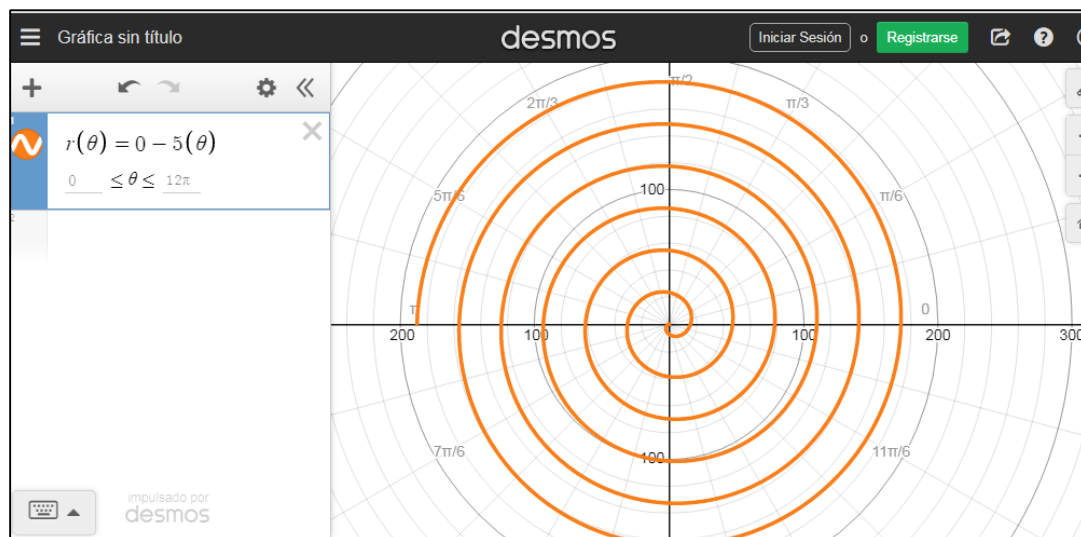 Gráfica sin título
desmos
Iniciar Sesión o Registrarse
r(θ) = 0 − 5(θ)
0 ≤ θ ≤ 12π
π/2
2π/3 π/3
5π/6 100 π/6
π 0
200 100 100 200 300
7π/6 100 11π/6
impulsado por
desmos